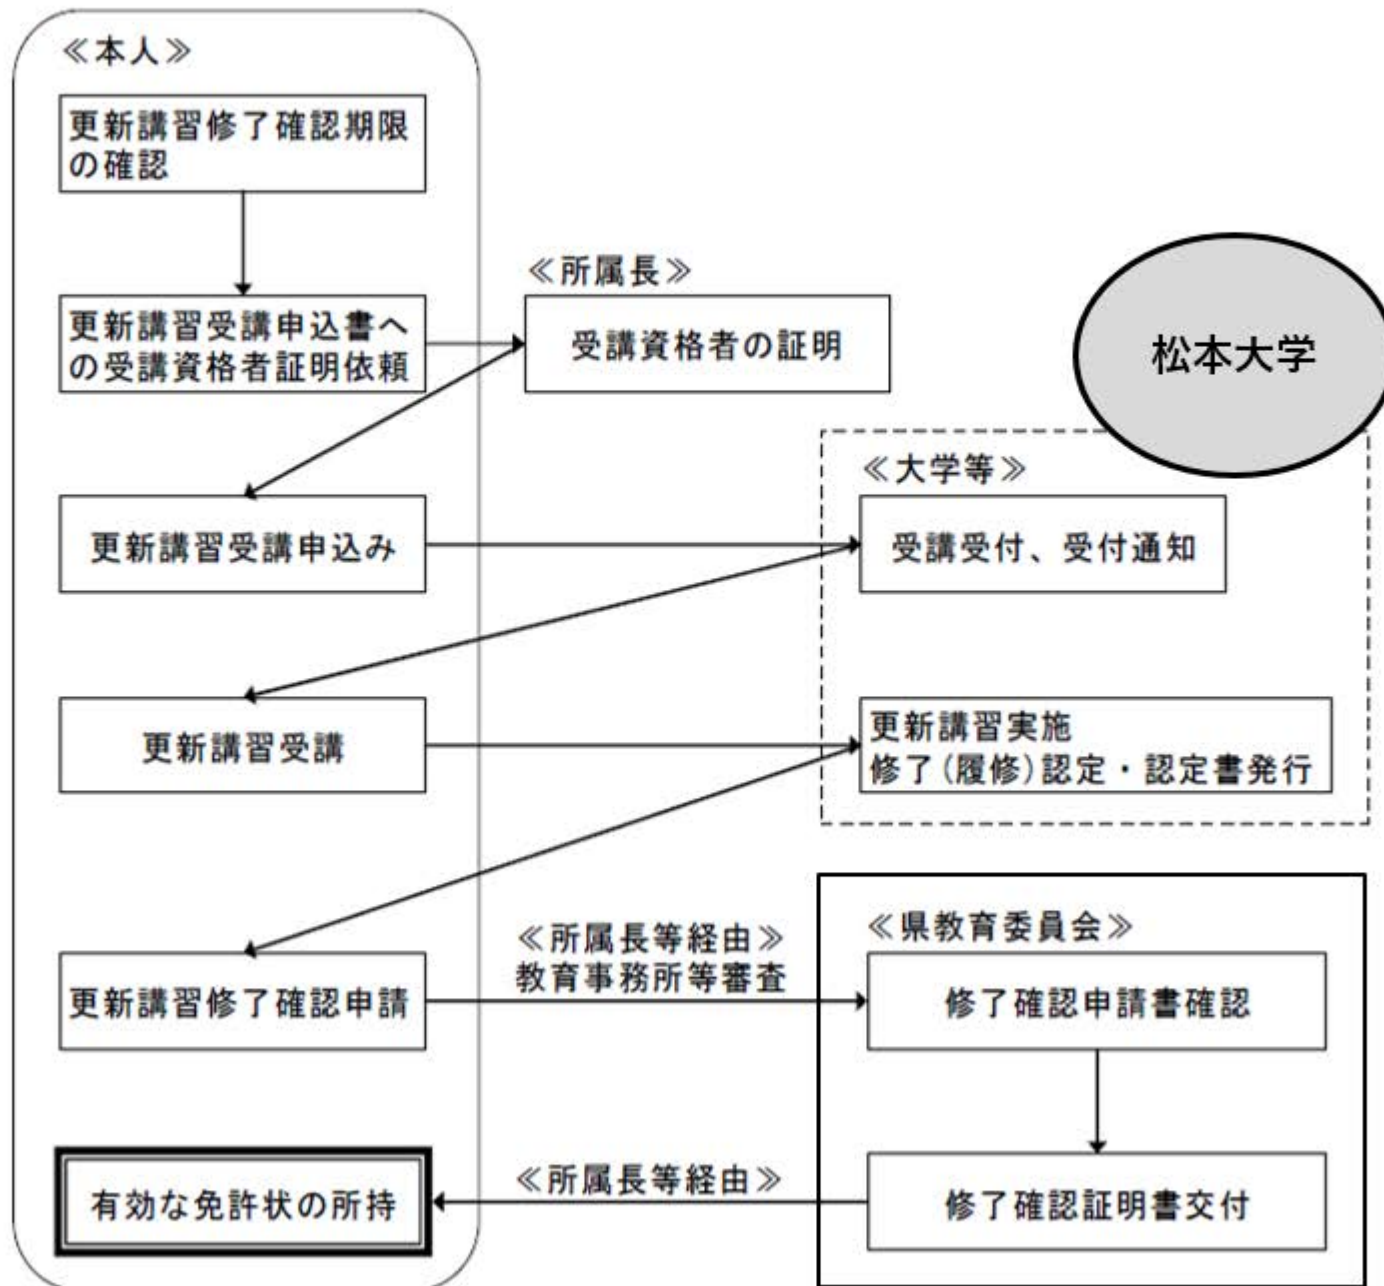 ≪本人≫
更新講習修了確認期限
の確認
≪所属長≫
更新講習受講申込書へ
の受講資格者証明依頼
受講資格者の証明
松本大学
≪大学等≫
更新講習受講申込み
受講受付、受付通知
更新講習受講
更新講習実施
修了(履修)認定・認定書発行
≪所属長等経由≫
教育事務所等審査
≪県教育委員会≫
更新講習修了確認申請
修了確認申請書確認
≪所属長等経由≫
有効な免許状の所持
修了確認証明書交付